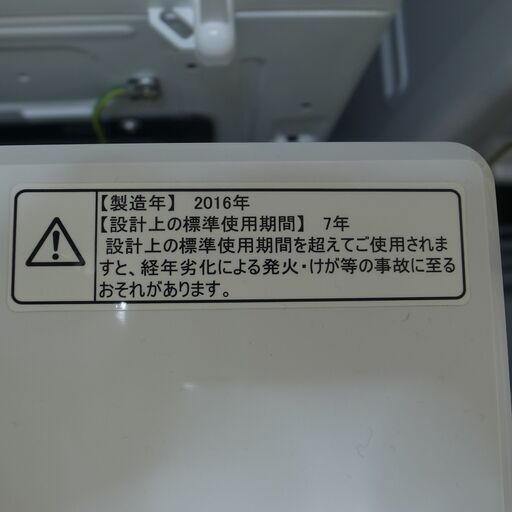 【製造年】 2016年
【設計上の標準使用期間】 7年
設計上の標準使用期間を超えてご使用されま
すと、経年劣化による発火・けが等の事故に至る
おそれがあります。